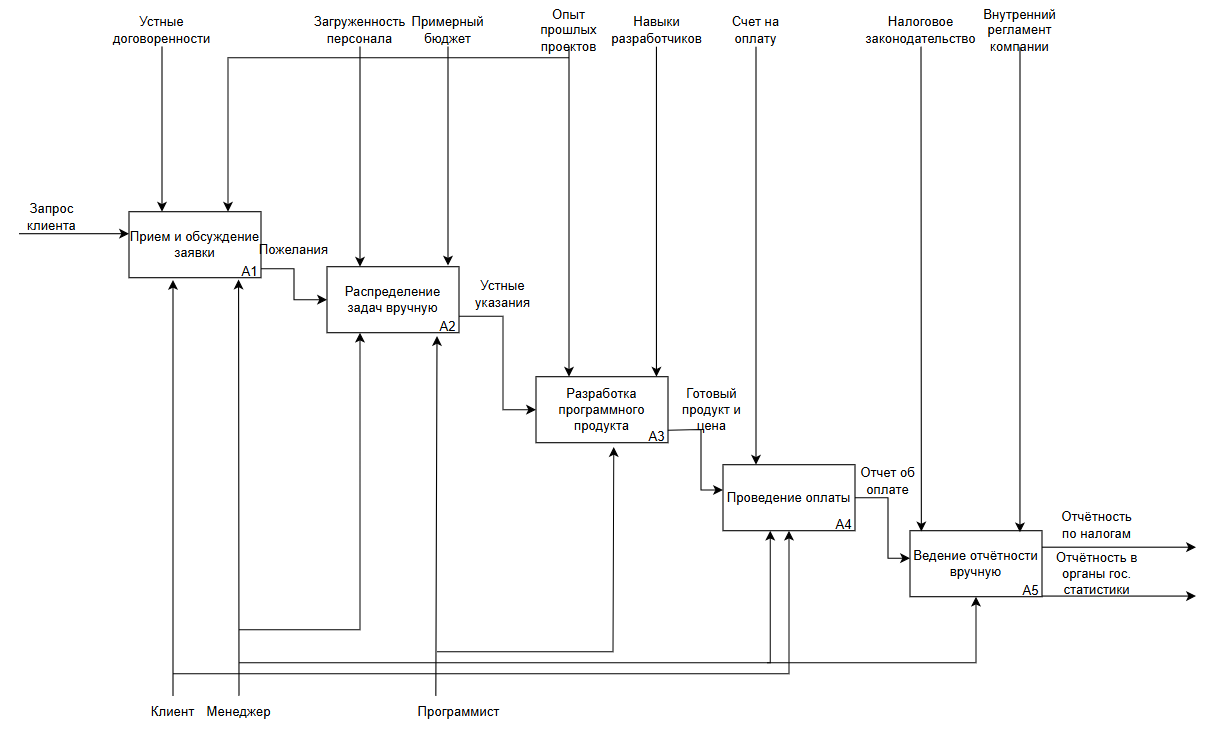 Устные
договоренности
Загруженность
персонала
Примерный
бюджет
Опыт
прошлых
проектов
Навыки
разработчиков
Счет на
оплату
Налоговое
законодательство
Внутренний
регламент
компании
Запрос
клиента
Прием и обсуждение
заявки
A1
Пожелания
Распределение
задач вручную
A2
Устные
указания
Разработка
программного
продукта
A3
Готовый
продукт и
цена
Проведение оплаты
A4
Отчет об
оплате
Ведение отчётности
вручную
A5
Отчётность
по налогам
Отчётность в
органы гос.
статистики
Клиент
Менеджер
Программист